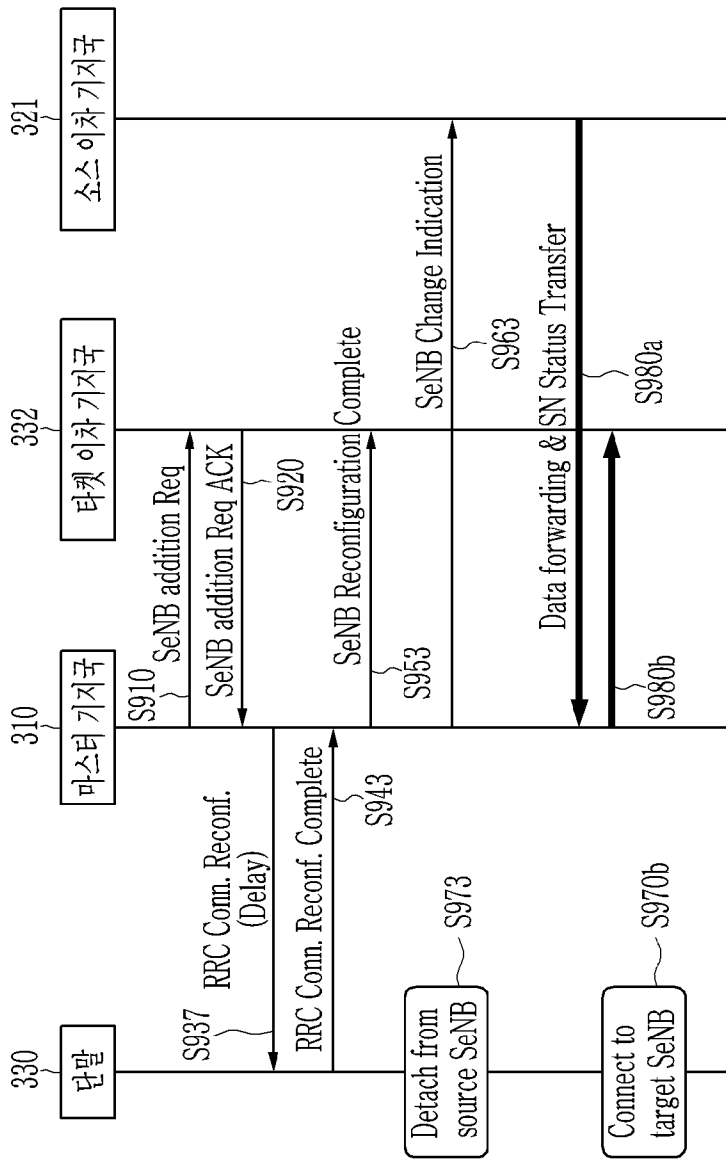 330
단말
310
마스터 기지국
332
타켓 이차 기지국
321
소스 이차 기지국
S910
SeNB addition Req
SeNB addition Req ACK
S920
S937
RRC Conn. Reconf.
(Delay)
RRC Conn. Reconf. Complete
S943
SeNB Reconfiguration Complete
S953
SeNB Change Indication
S963
Detach from
source SeNB
S973
Data forwarding & SN Status Transfer
S980a
S980b
Connect to
target SeNB
S970b